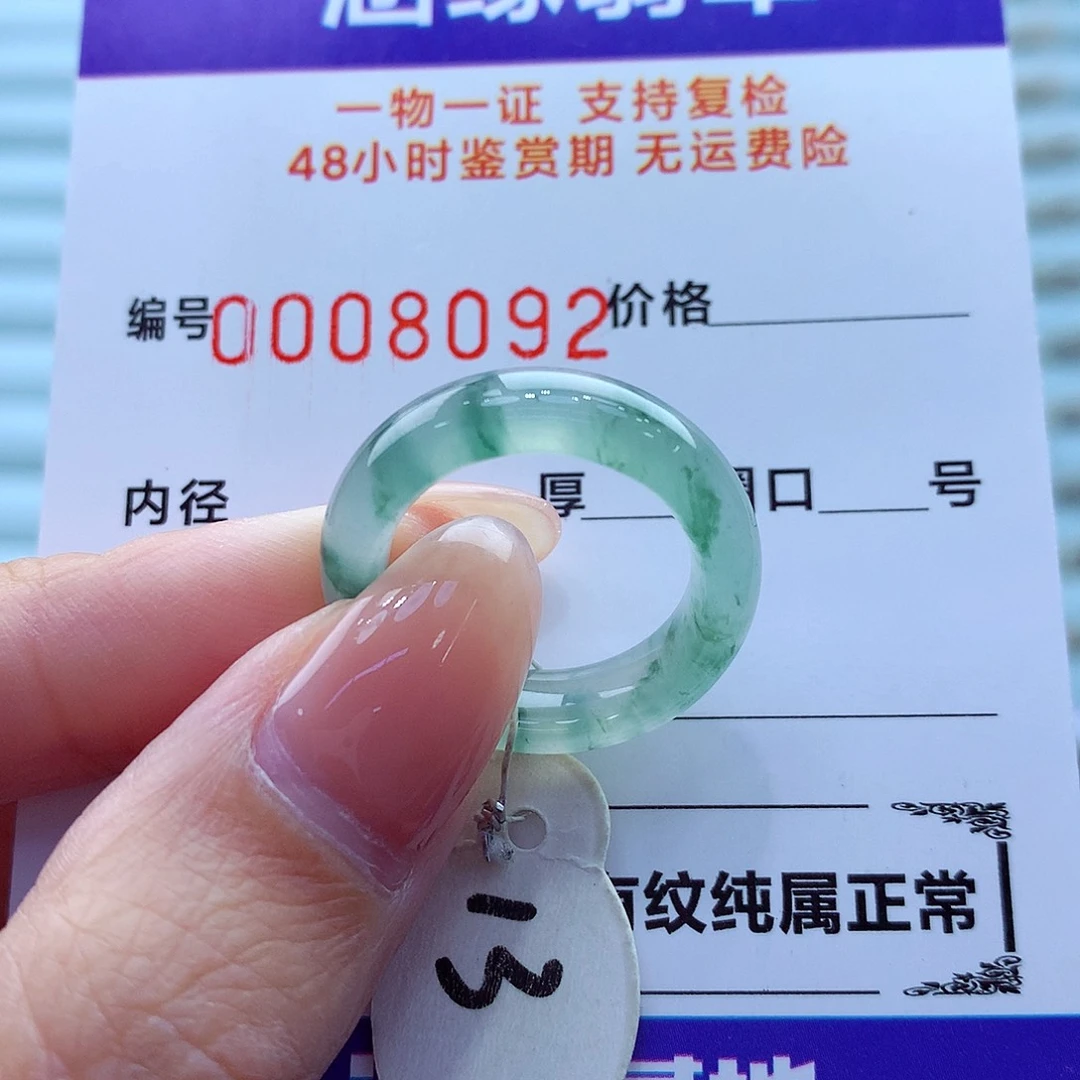 一物一证 支持复检
48小时鉴赏期 无运费险
编号0008092价格
内径 厚 口 号
纹纯属正常
13